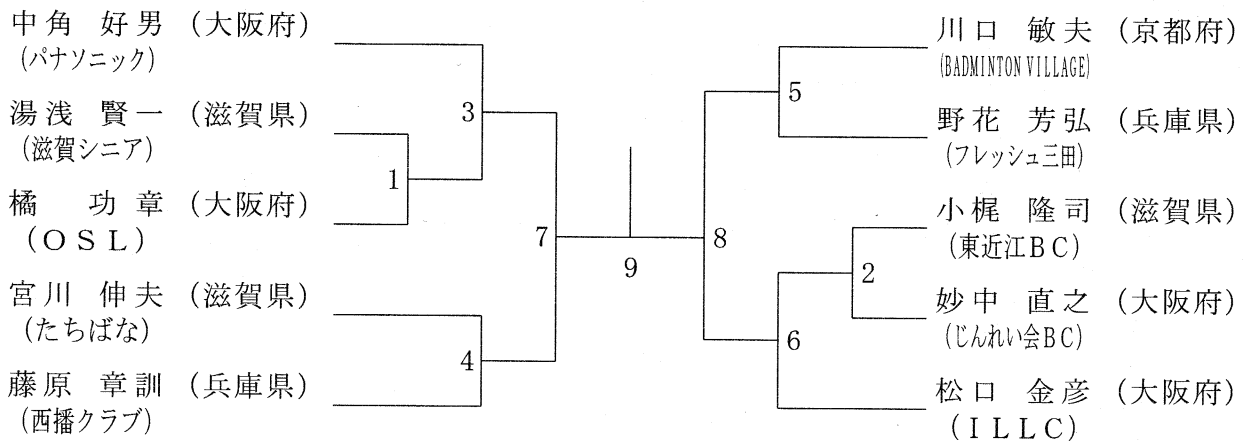 中角 好男 (大阪府)
(パナソニック)
湯浅 賢一 (滋賀県)
(滋賀シニア)
橘 功章 (大阪府)
(OSL)
宮川 伸夫 (滋賀県)
(たちばな)
藤原 章訓 (兵庫県)
(西播クラブ)
3
1
7
4
9
8
5
2
6
川口 敏夫 (京都府)
(BADMINTON VILLAGE)
野花 芳弘 (兵庫県)
(フレッシュ三田)
小梶 隆司 (滋賀県)
(東近江BC)
妙中 直之 (大阪府)
(じんれい会BC)
松口 金彦 (大阪府)
(ILLC)